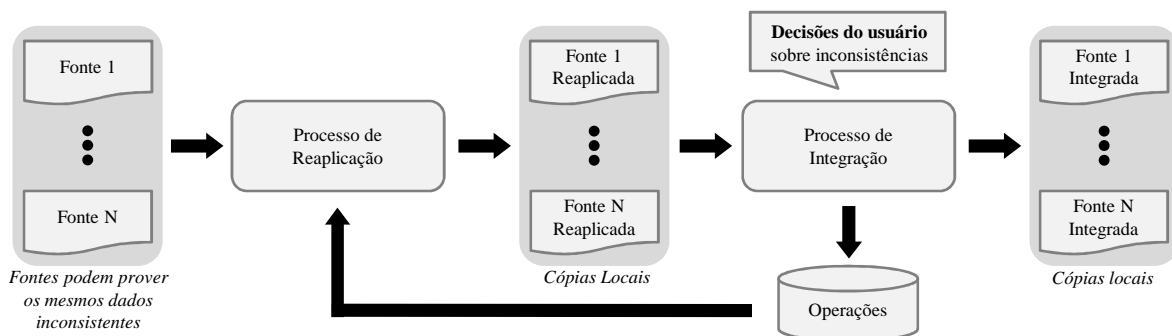 Fonte 1
Fonte N
Fontes podem prover
os mesmos dados
inconsistentes
Processo de
Reaplicação
Fonte 1
Reaplicada
Fonte N
Reaplicada
Cópias Locais
Decisões do usuário
sobre inconsistências
Processo de
Integração
Operações
Fonte 1
Integrada
Fonte N
Integrada
Cópias locais